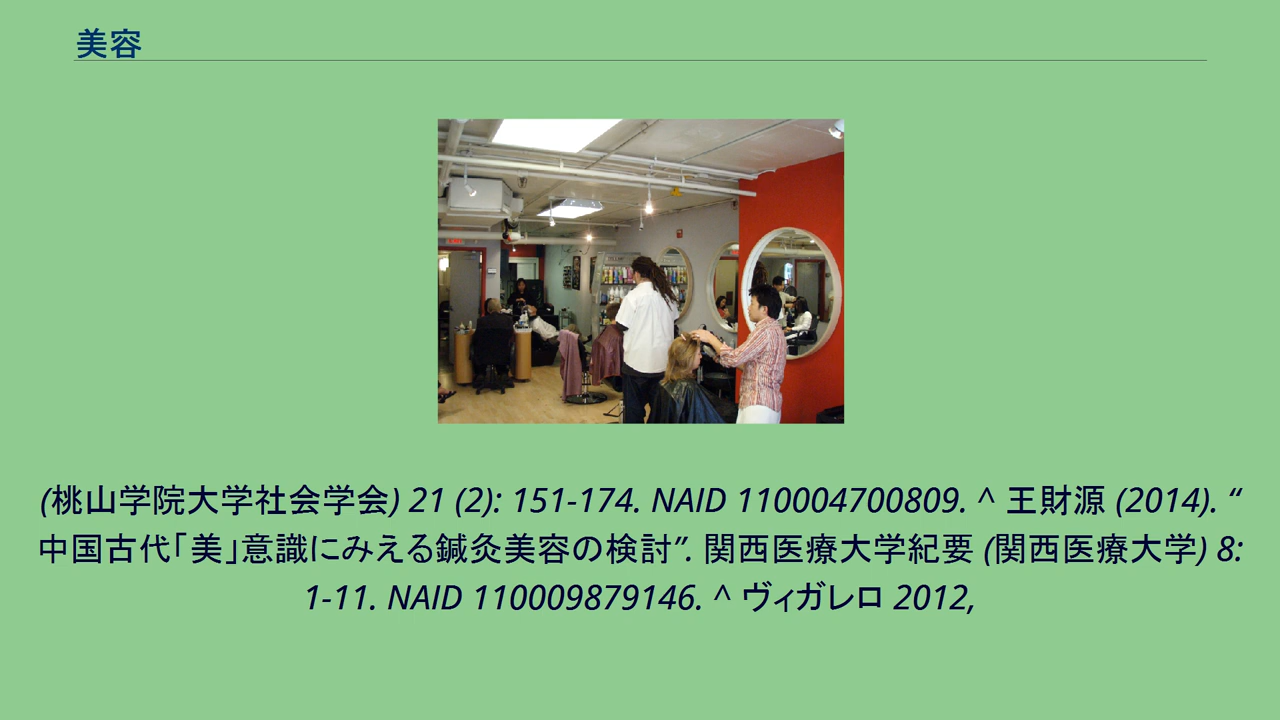 美容
(桃山学院大学社会学会) 21 (2): 151-174. NAID 110004700809. ^ 王財源 (2014). “
中国古代「美」意識にみえる鍼灸美容の検討”. 関西医療大学紀要 (関西医療大学) 8:
1-11. NAID 110009879146. ^ ヴィガレロ 2012,